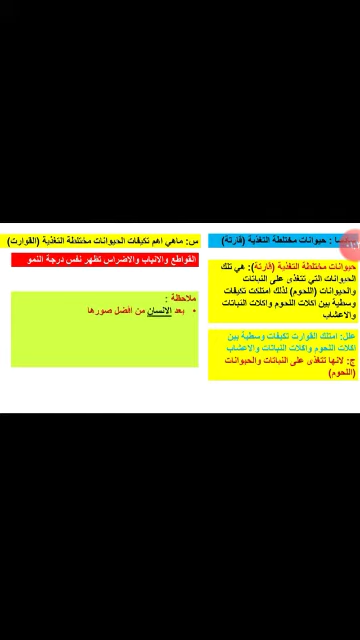 حيوانات مختلطة التغذية (قارتة)
حيوانات مختلطة التغذية (قارتة): هي تلك
الحيوانات التي تتغذى على النباتات
والحيوانات (اللحوم) لذلك امتلكت تكيفات
وسطية بين اكلات اللحوم واكلات النباتات
والاعشاب
علل: امتلك القوارت تكيفات وسطية بين
اكلات اللحوم واكلات النباتات والاعشاب
ج: لانها تتغذى على النباتات والحيوانات
(اللحوم)
س: ماهي اهم تكيفات الحيوانات مختلطة التغذية (القوارت)
القواطع والانياب والاضراس تظهر نفس درجة النمو
ملاحظة :
• يعد الانسان من افضل صورها